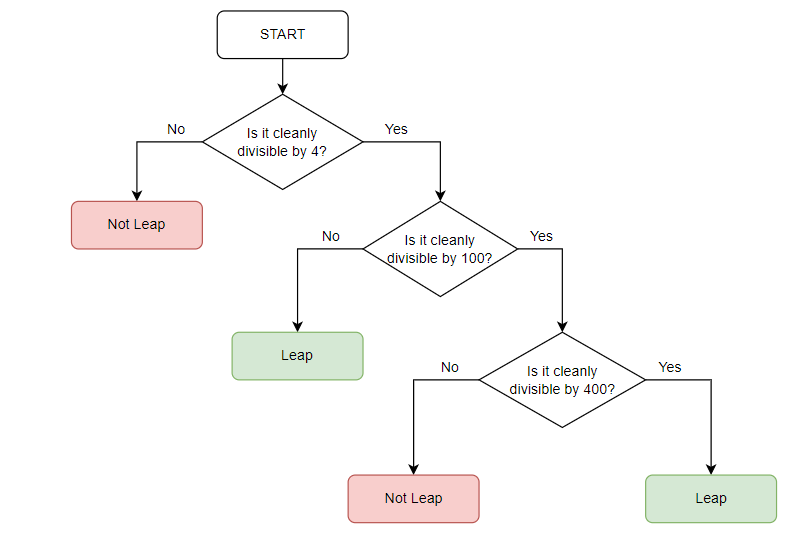 START
No
Is it cleanly
divisible by 4?
Yes
Not Leap
No
Is it cleanly
divisible by 100?
Yes
Leap
No
Is it cleanly
divisible by 400?
Yes
Not Leap
Leap